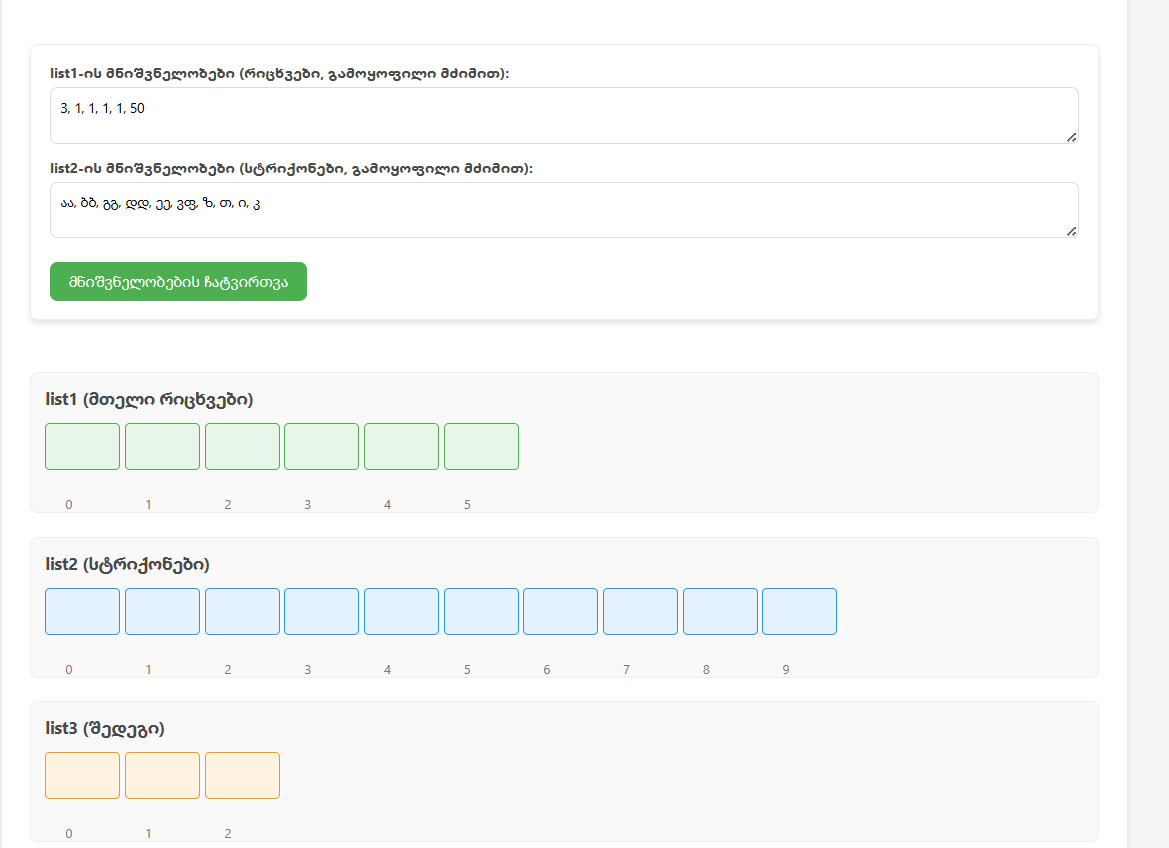 list1-ის მნიშვნელობები (რიცხვები, გამოყოფილი მძიმით):
3, 1, 1, 1, 1, 50
list2-ის მნიშვნელობები (სტრიქონები, გამოყოფილი მძიმით):
აა, ბბ, გგ, დდ, ეე, ვფ, ზ, თ, ი, კ
მნიშვნელობების ჩატვირთვა
list1 (მთელი რიცხვები)
0 1 2 3 4 5
list2 (სტრიქონები)
0 1 2 3 4 5 6 7 8 9
list3 (შედეგი)
0 1 2